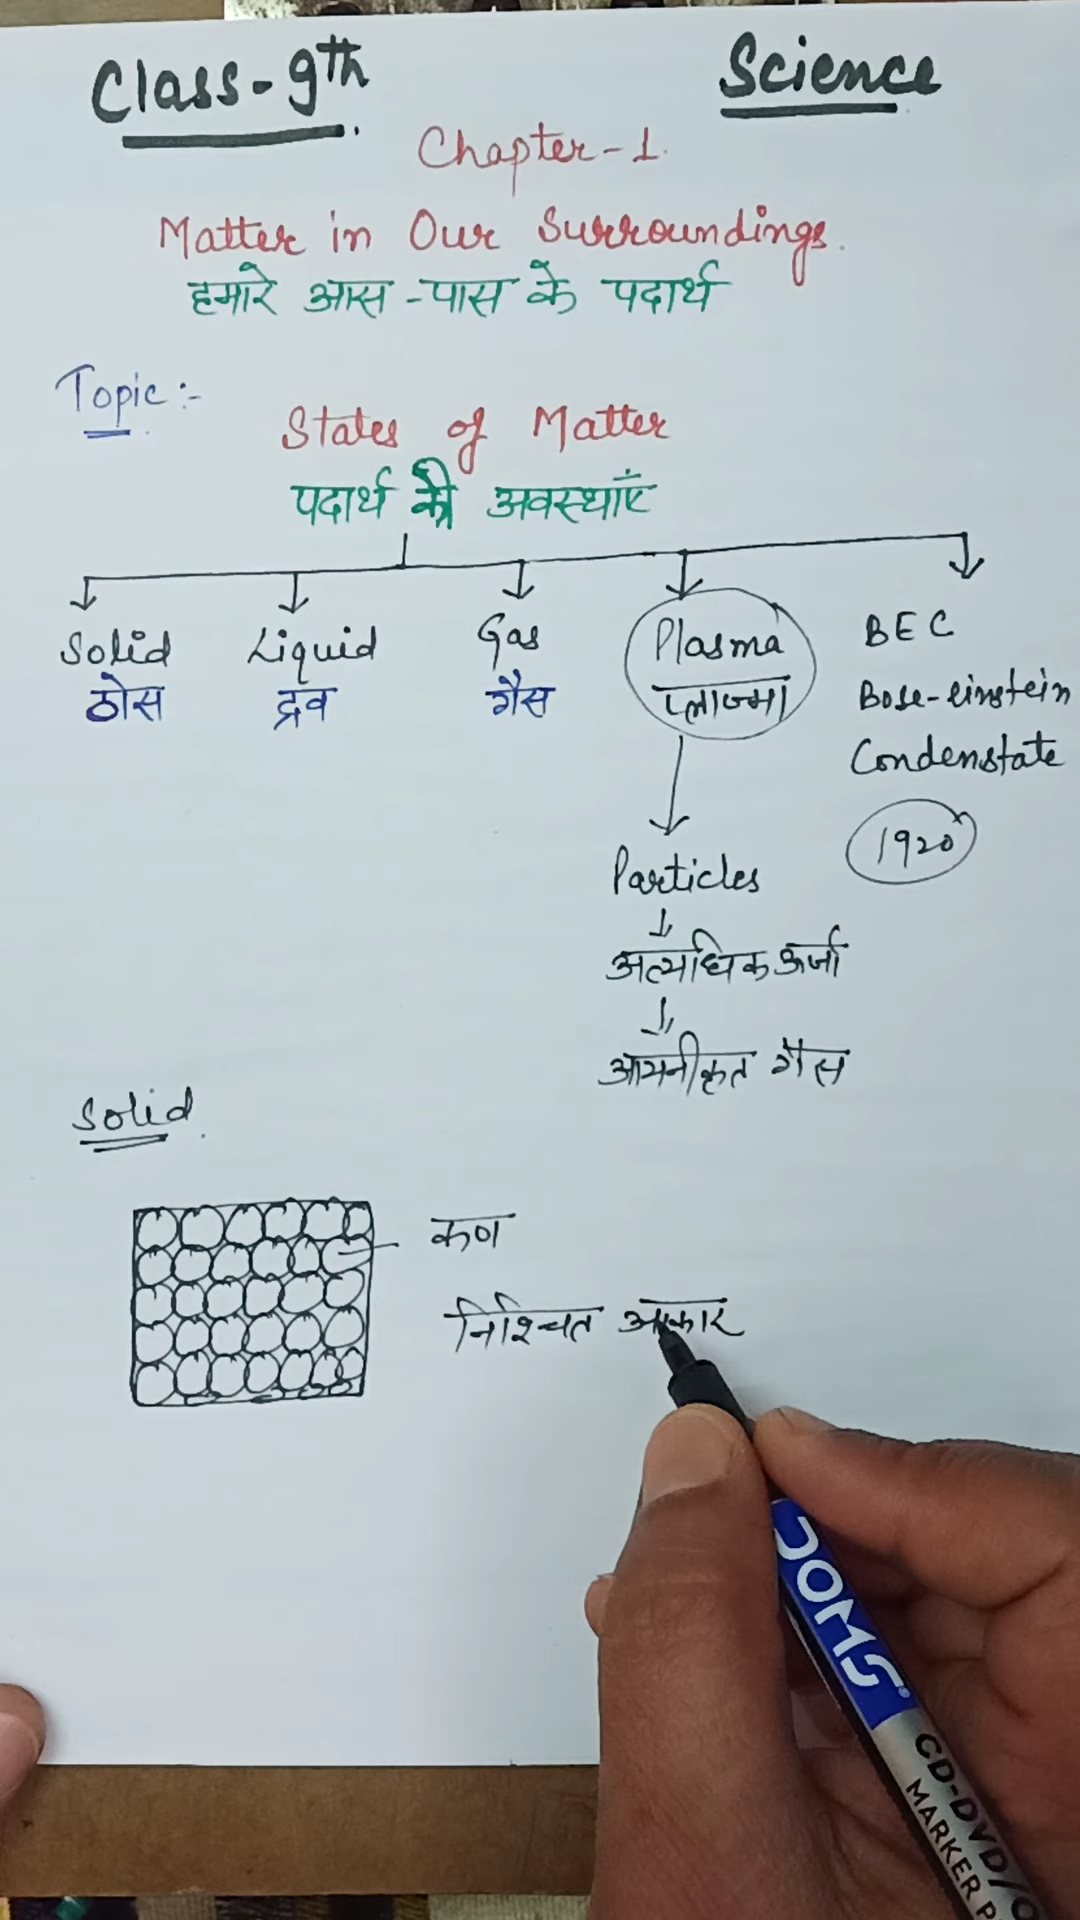 Class-9th
Science
Chapter-1.
Matter in Our Surroundings.
हमारे आस-पास के पदार्थ
Topic:-
States of Matter
पदार्थ की अवस्थाएँ
Solid
ठोस
Liquid
द्रव
Gas
गैस
Plasma
प्लाज्मा
BEC
Bose-einstein
Condenstate
1920
Particles
अत्यधिक ऊर्जा
आयनीकृत गैस
Solid
कण
निश्चित आकार
DOMS
CD-DVD/
MARKER P